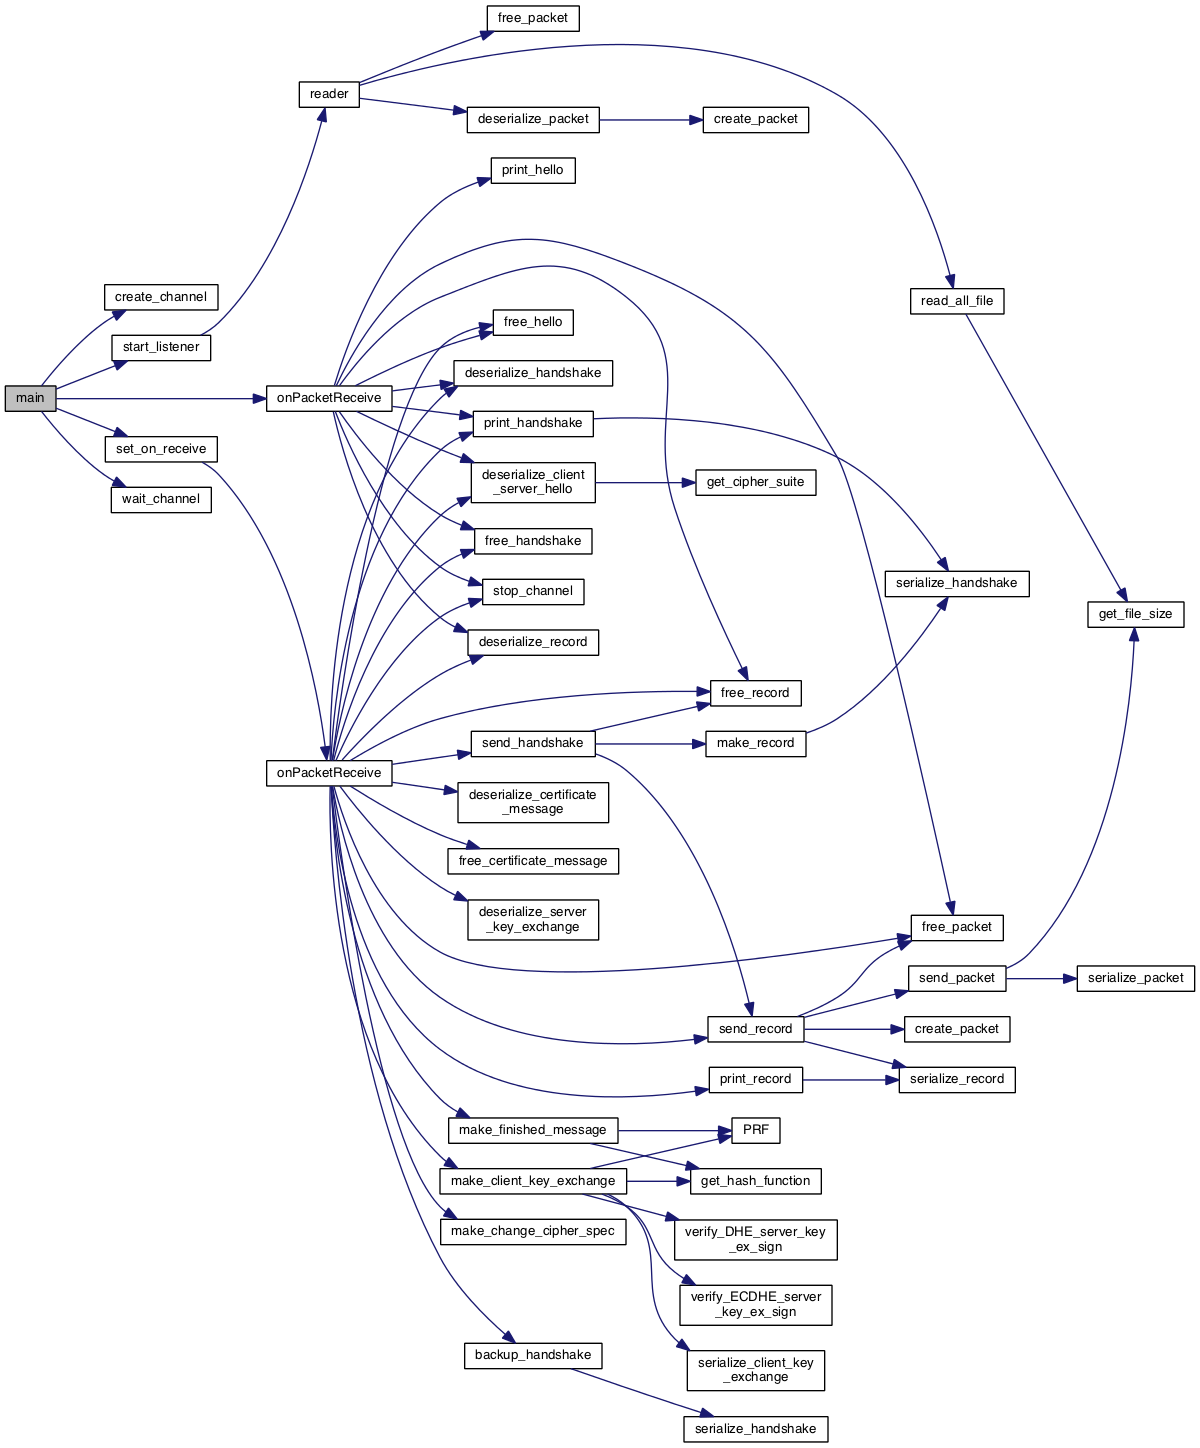 free_packet
reader
deserialize_packet
create_packet
print_hello
create_channel
read_all_file
free_hello
start_listener
deserialize_handshake
main
onPacketReceive
print_handshake
set_on_receive
deserialize_client
_server_hello
get_cipher_suite
wait_channel
free_handshake
serialize_handshake
stop_channel
get_file_size
deserialize_record
free_record
send_handshake
make_record
onPacketReceive
deserialize_certificate
_message
free_certificate_message
deserialize_server
_key_exchange
free_packet
send_packet
serialize_packet
send_record
create_packet
print_record
serialize_record
make_finished_message
PRF
make_client_key_exchange
get_hash_function
make_change_cipher_spec
verify_DHE_server_key
_ex_sign
verify_ECDHE_server
_key_ex_sign
backup_handshake
serialize_client_key
_exchange
serialize_handshake